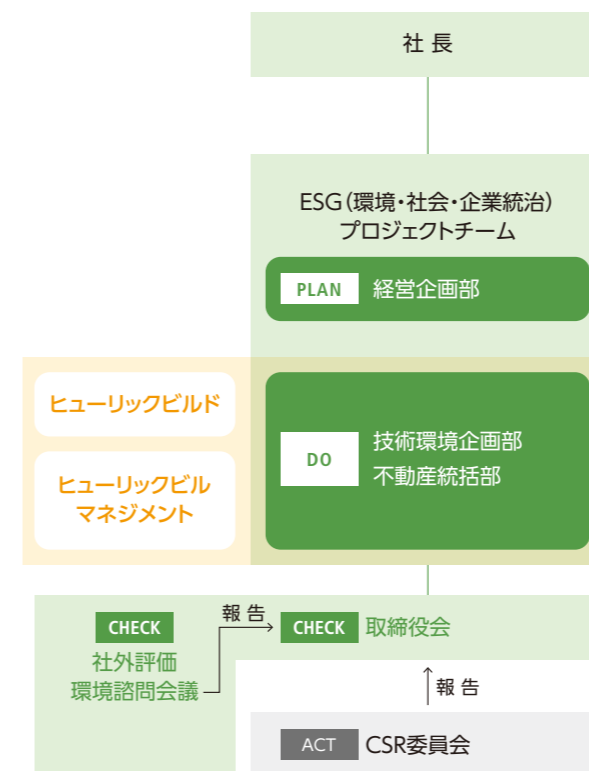 社長
ESG(環境・社会・企業統治)
プロジェクトチーム
PLAN 経営企画部
ヒューリックビルド
ヒューリックビル
マネジメント
DO
技術環境企画部
不動産統括部
CHECK
社外評価
環境諮問会議
報告
CHECK 取締役会
報告
ACT CSR委員会